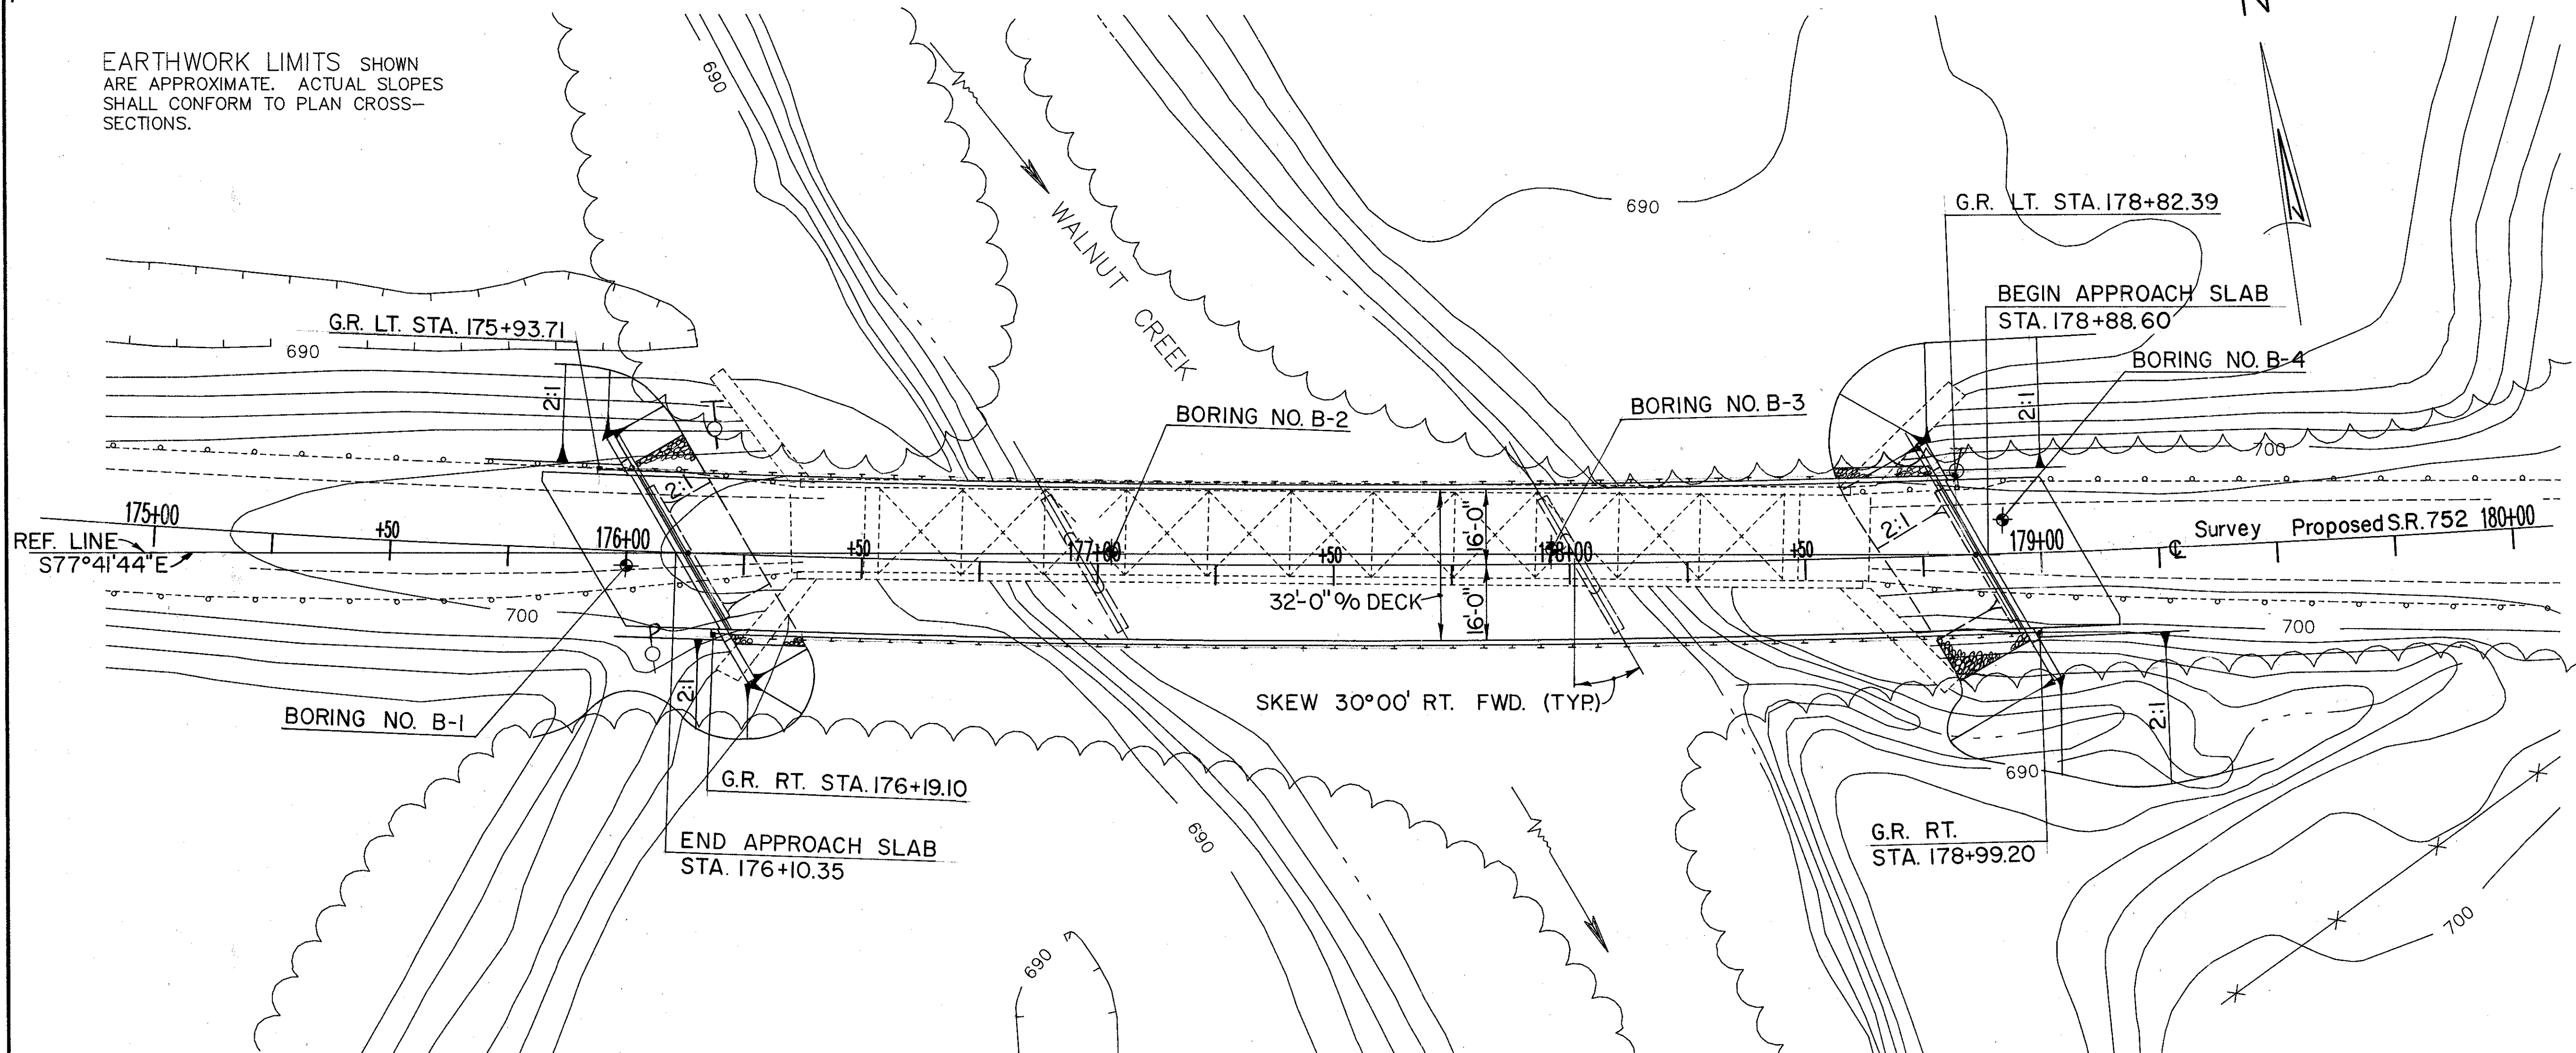 N
EARTHWORK LIMITS SHOWN
ARE APPROXIMATE. ACTUAL SLOPES
SHALL CONFORM TO PLAN CROSS-
SECTIONS.
690
WALNUT CREEK
690
G.R. LT. STA. 178+82.39
N
BEGIN APPROACH SLAB
STA. 178+88.60
G.R. LT. STA. 175+93.71
690
BORING NO. B-4
2:1
BORING NO. B-2
BORING NO. B-3
2:1
T
700
2:1
175+00
+50
176+00
+50
177+00
+50
178+00
+50
179+00
180+00
16'-0"
2:1
REF. LINE
S77°41'44"E
℄ Survey Proposed S.R. 752
32'-0" % DECK
16'-0"
700
700
P
2:1
SKEW 30°00' RT. FWD. (TYP.)
BORING NO. B-1
2:1
690
G.R. RT. STA. 176+19.10
690
END APPROACH SLAB
STA. 176+10.35
G.R. RT.
STA. 178+99.20
690
700